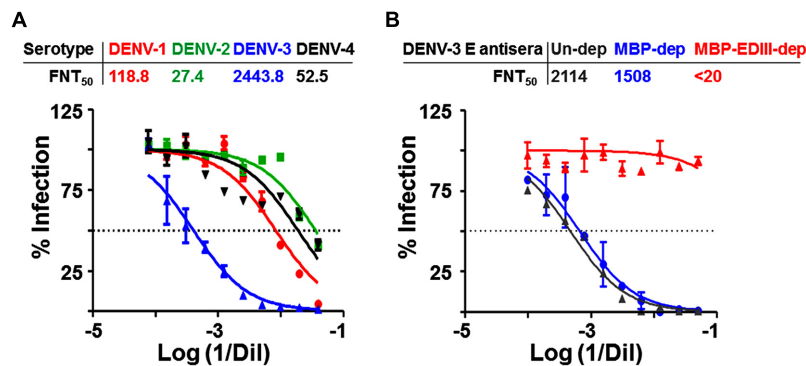 A
Serotype DENV-1 DENV-2 DENV-3 DENV-4
FNT50 118.8 27.4 2443.8 52.5
125
75
25
% Infection
-5 -3 -1
Log (1/Dil)
B
DENV-3 E antisera Un-dep MBP-dep MBP-EDIII-dep
FNT50 2114 1508 <20
125
75
25
% Infection
-5 -3 -1
Log (1/Dil)